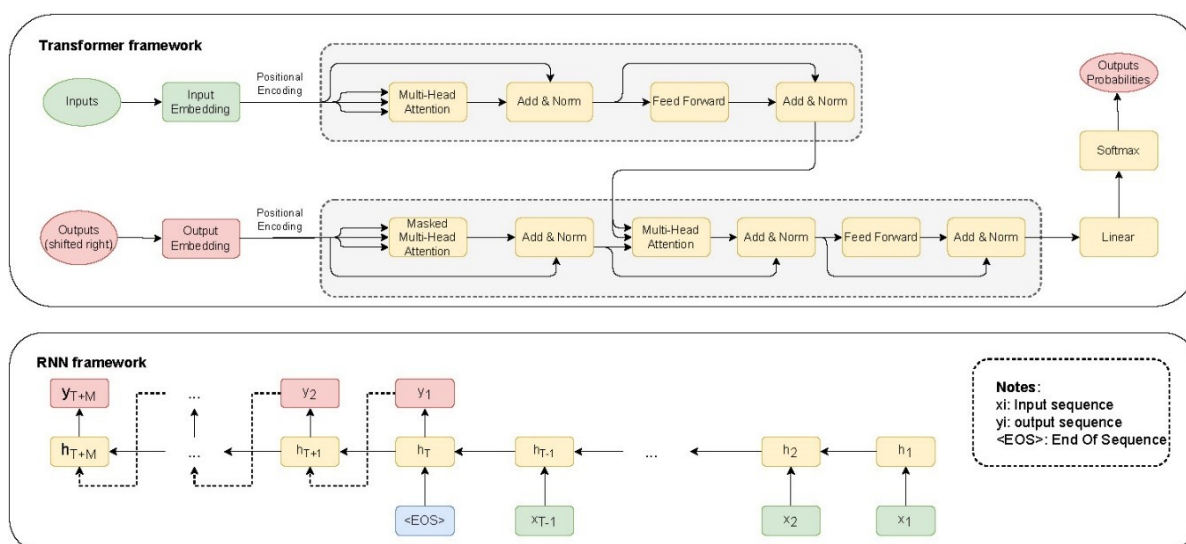 Transformer framework
Inputs
Input
Embedding
Positional
Encoding
Multi-Head
Attention
Add & Norm
Feed Forward
Add & Norm
Outputs
Probabilities
Softmax
Linear
Outputs
(shifted right)
Output
Embedding
Positional
Encoding
Masked
Multi-Head
Attention
Add & Norm
Multi-Head
Attention
Add & Norm
Feed Forward
Add & Norm
RNN framework
yT+M
...
y2
y1
hT+M
...
hT+1
hT
hT-1
...
h2
h1
<EOS>
xT-1
x2
x1
Notes:
xi: Input sequence
yi: output sequence
<EOS>: End Of Sequence